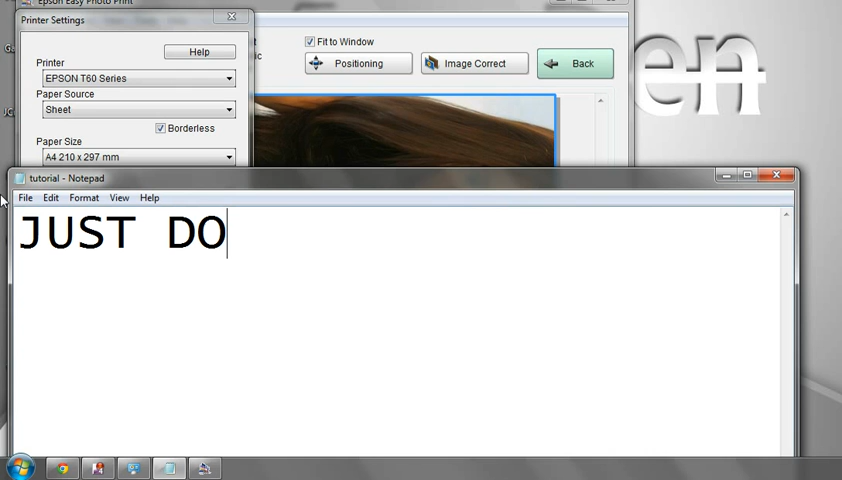 Epson Easy Photo Print
Printer Settings
Help
Printer
EPSON T60 Series
Paper Source
Sheet
Borderless
Paper Size
A4 210 x 297 mm
Fit to Window
Positioning
Image Correct
Back
en
tutorial - Notepad
File Edit Format View Help
JUST DO